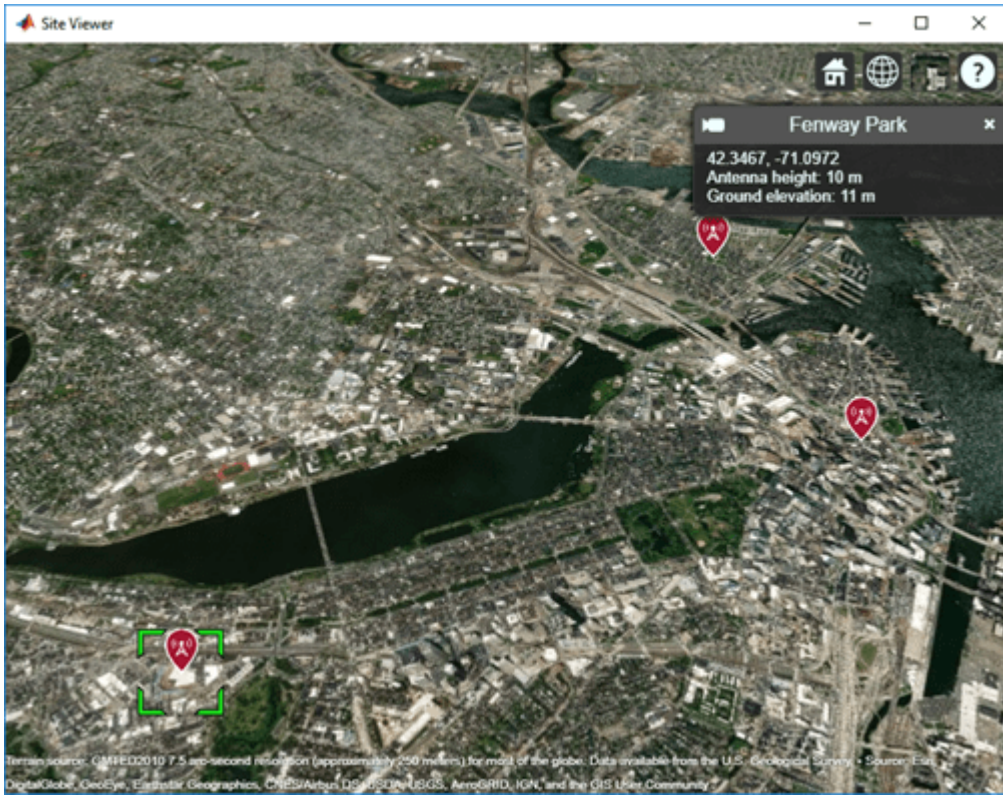 Site Viewer
Fenway Park
42.3467, -71.0972
Antenna height: 10 m
Ground elevation: 11 m
Terrain source: GMTED2010 7.5 arc-second resolution (approximately 250 meters) for most of the globe. Data available from the U.S. Geological Survey. • Source: Esri,
DigitalGlobe, GeoEye, Earthstar Geographics, CNES/Airbus DS, USDA, USGS, AeroGRID, IGN, and the GIS User Community